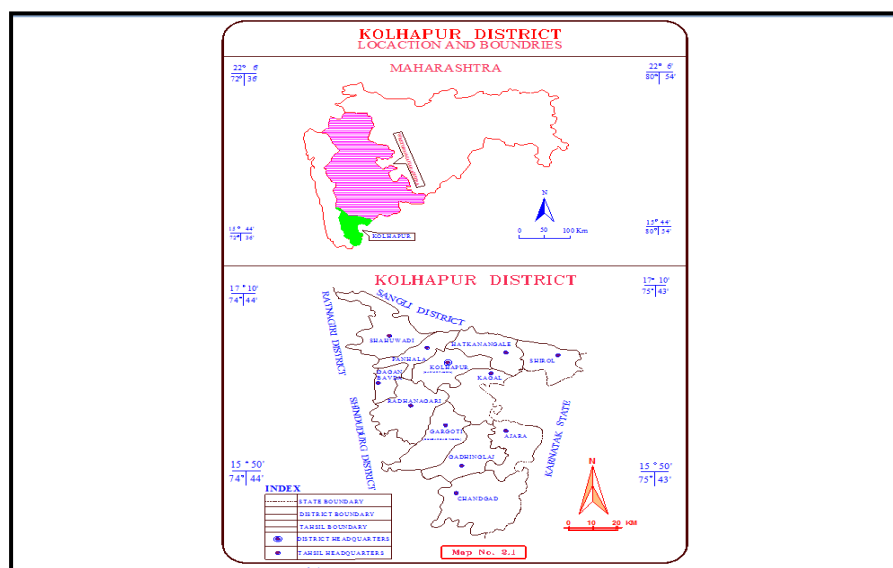 KOLHAPUR DISTRICT
LOCACTION AND BOUNDRIES
MAHARASHTRA
22° 6'
72° 36'
22° 6'
80° 54'
KOLHAPUR
N
0 50 100 Km
15° 44'
72° 36'
15° 44'
80° 54'
KOLHAPUR DISTRICT
17° 10'
74° 44'
17° 10'
75° 43'
SANGLI DISTRICT
RATNAGIRI DISTRICT
SHAHUWADI
PANHALA
HATKANANGALE
SHIROL
KOLHAPUR
GAGAN
BAVDA
KAGAL
RADHANAGARI
SHINDUDURG DISTRICT
GARGOTI
AJARA
KARNATAK STATE
GADHINGLAJ
CHANDGAD
15° 50'
74° 44'
15° 50'
75° 43'
N
0 10 20 KM
INDEX
STATE BOUNDARY
DISTRICT BOUNDARY
TAHSIL BOUNDARY
DISTRICT HEADQUARTERS
TAHSIL HEADQUARTERS
Map No. 2.1